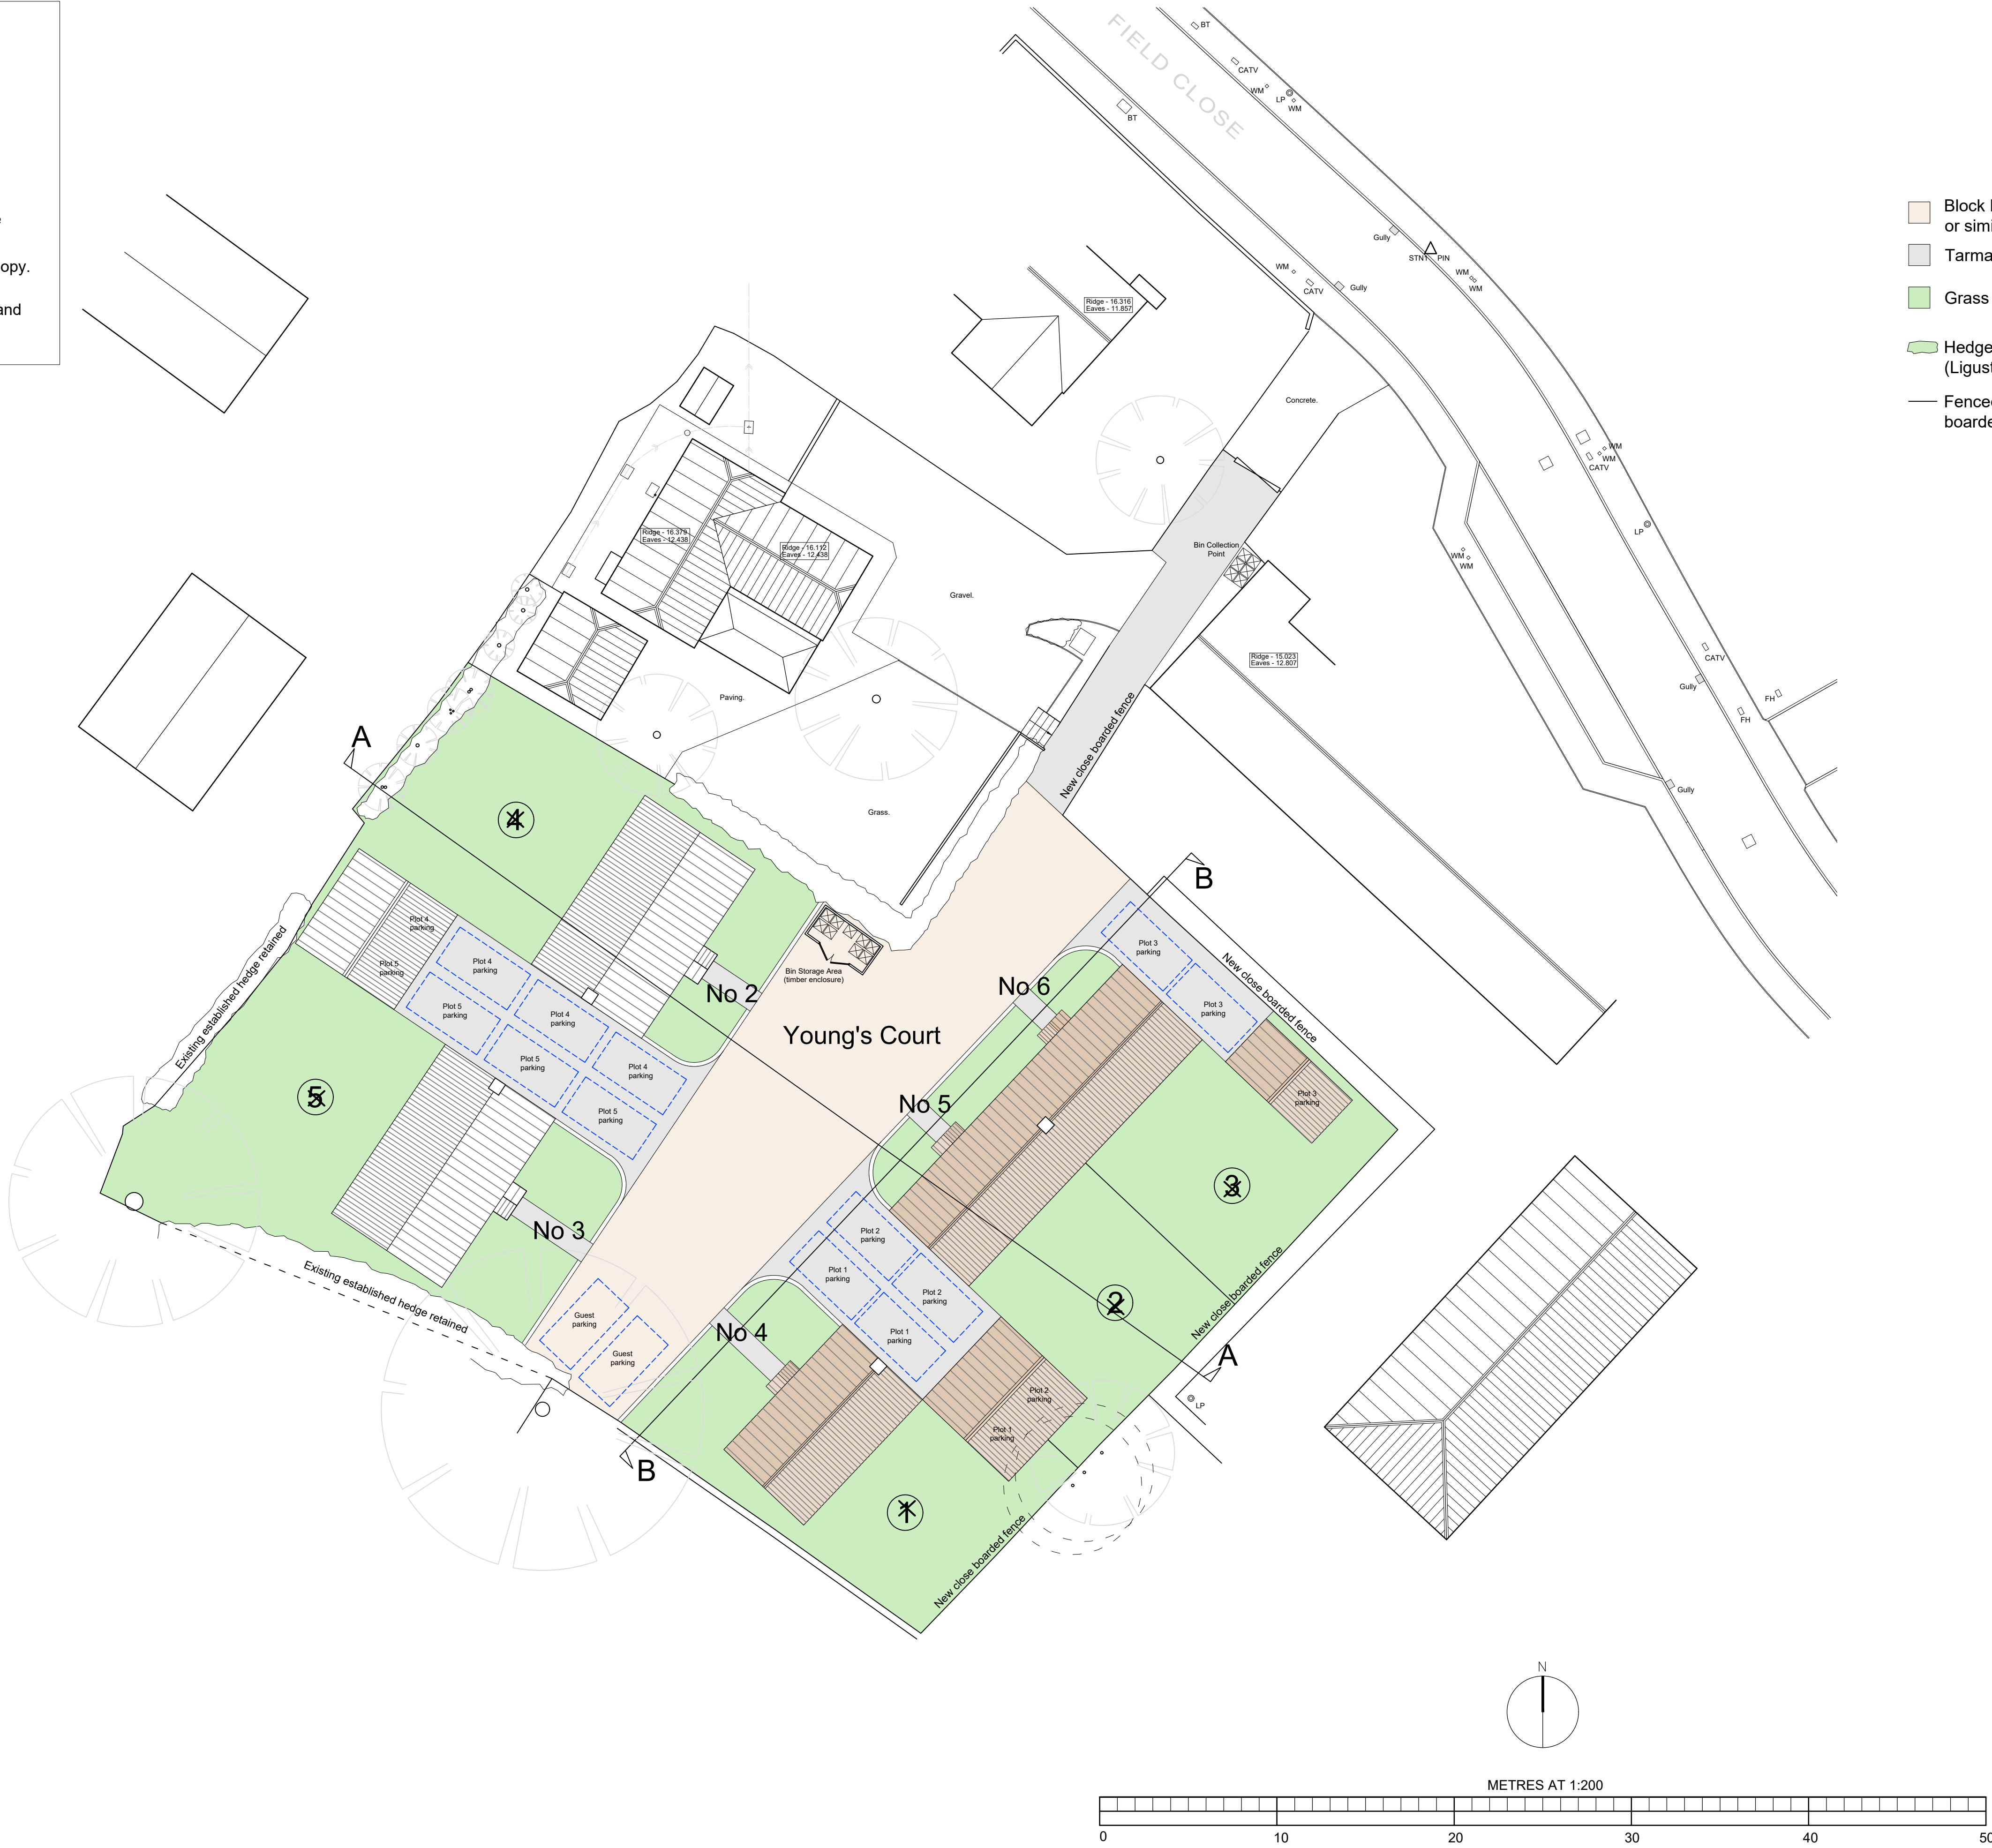 opy.
and
FIELD CLOSE
BT
CATV
WM
LP
WM
BT
Gully
STN1
PIN
WM
WM
WM
CATV
Gully
Ridge - 16.316
Eaves - 11.857
Concrete.
WM
WM
CATV
LP
WM
WM
CATV
Gully
FH
FH
Gully
Block
or simi
Tarma
Grass
Hedge
(Ligust
Fence
boarde
Ridge - 16.379
Eaves - 12.438
Ridge - 16.112
Eaves - 12.438
Bin Collection
Point
Gravel.
Ridge - 15.023
Eaves - 12.807
Paving.
New close boarded fence
Grass.
A
4
B
Plot 4
parking
Plot 5
parking
Plot 4
parking
Plot 5
parking
Plot 4
parking
Plot 5
parking
Plot 4
parking
Plot 5
parking
Bin Storage Area
(timber enclosure)
No 2
Young's Court
No 6
Plot 3
parking
Plot 3
parking
New close boarded fence
Plot 3
parking
Existing established hedge retained
5
No 5
3
No 3
Plot 2
parking
Plot 1
parking
Plot 2
parking
Plot 1
parking
2
New close boarded fence
Existing established hedge retained
Guest
parking
Guest
parking
No 4
A
LP
Plot 2
parking
Plot 1
parking
B
1
New close boarded fence
N
METRES AT 1:200
0
10
20
30
40
50